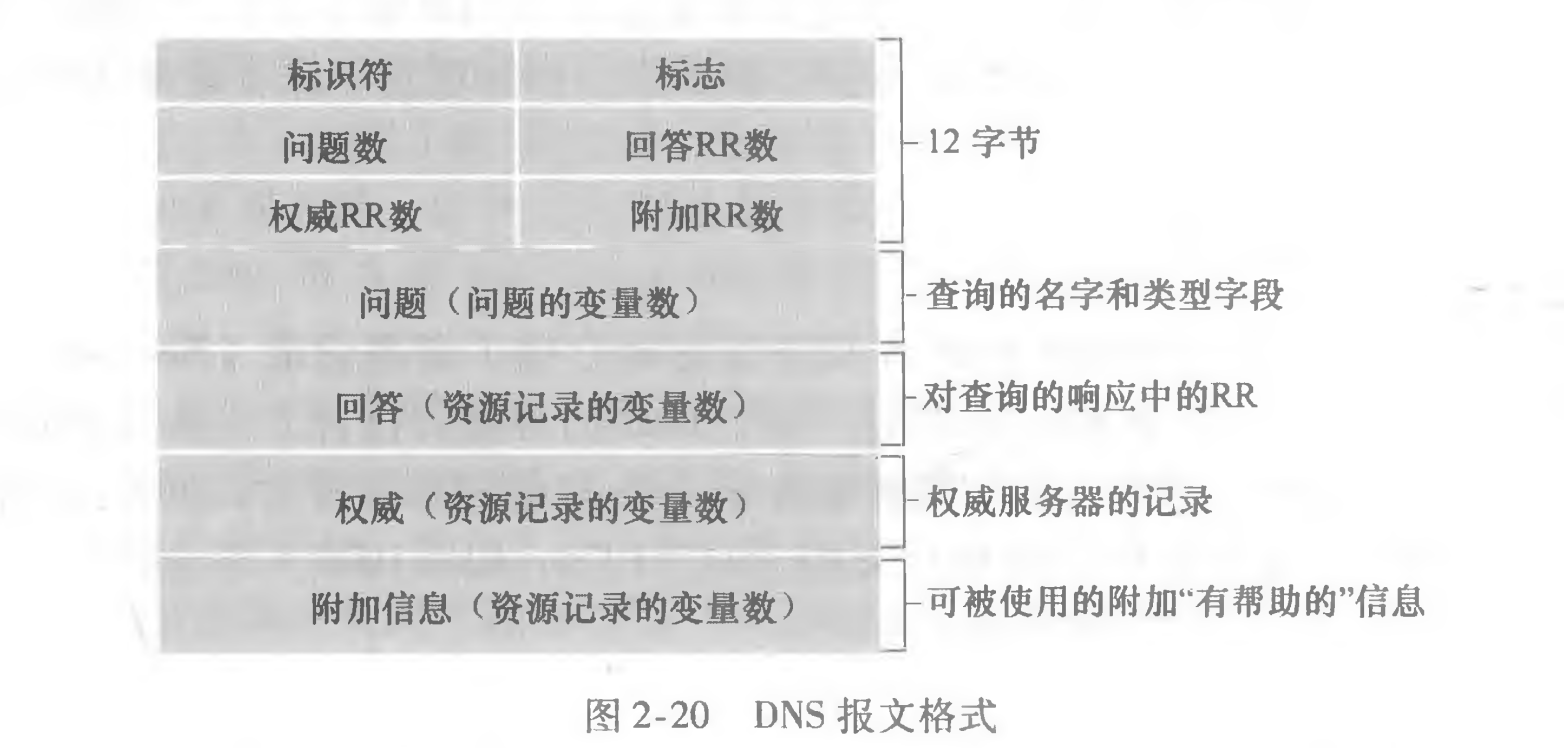 标识符 标志
问题数 回答RR数 12 字节
权威RR数 附加RR数
问题（问题的变量数） 查询的名字和类型字段
回答（资源记录的变量数） 对查询的响应中的RR
权威（资源记录的变量数） 权威服务器的记录
附加信息（资源记录的变量数） 可被使用的附加“有帮助的”信息
图 2-20 DNS 报文格式